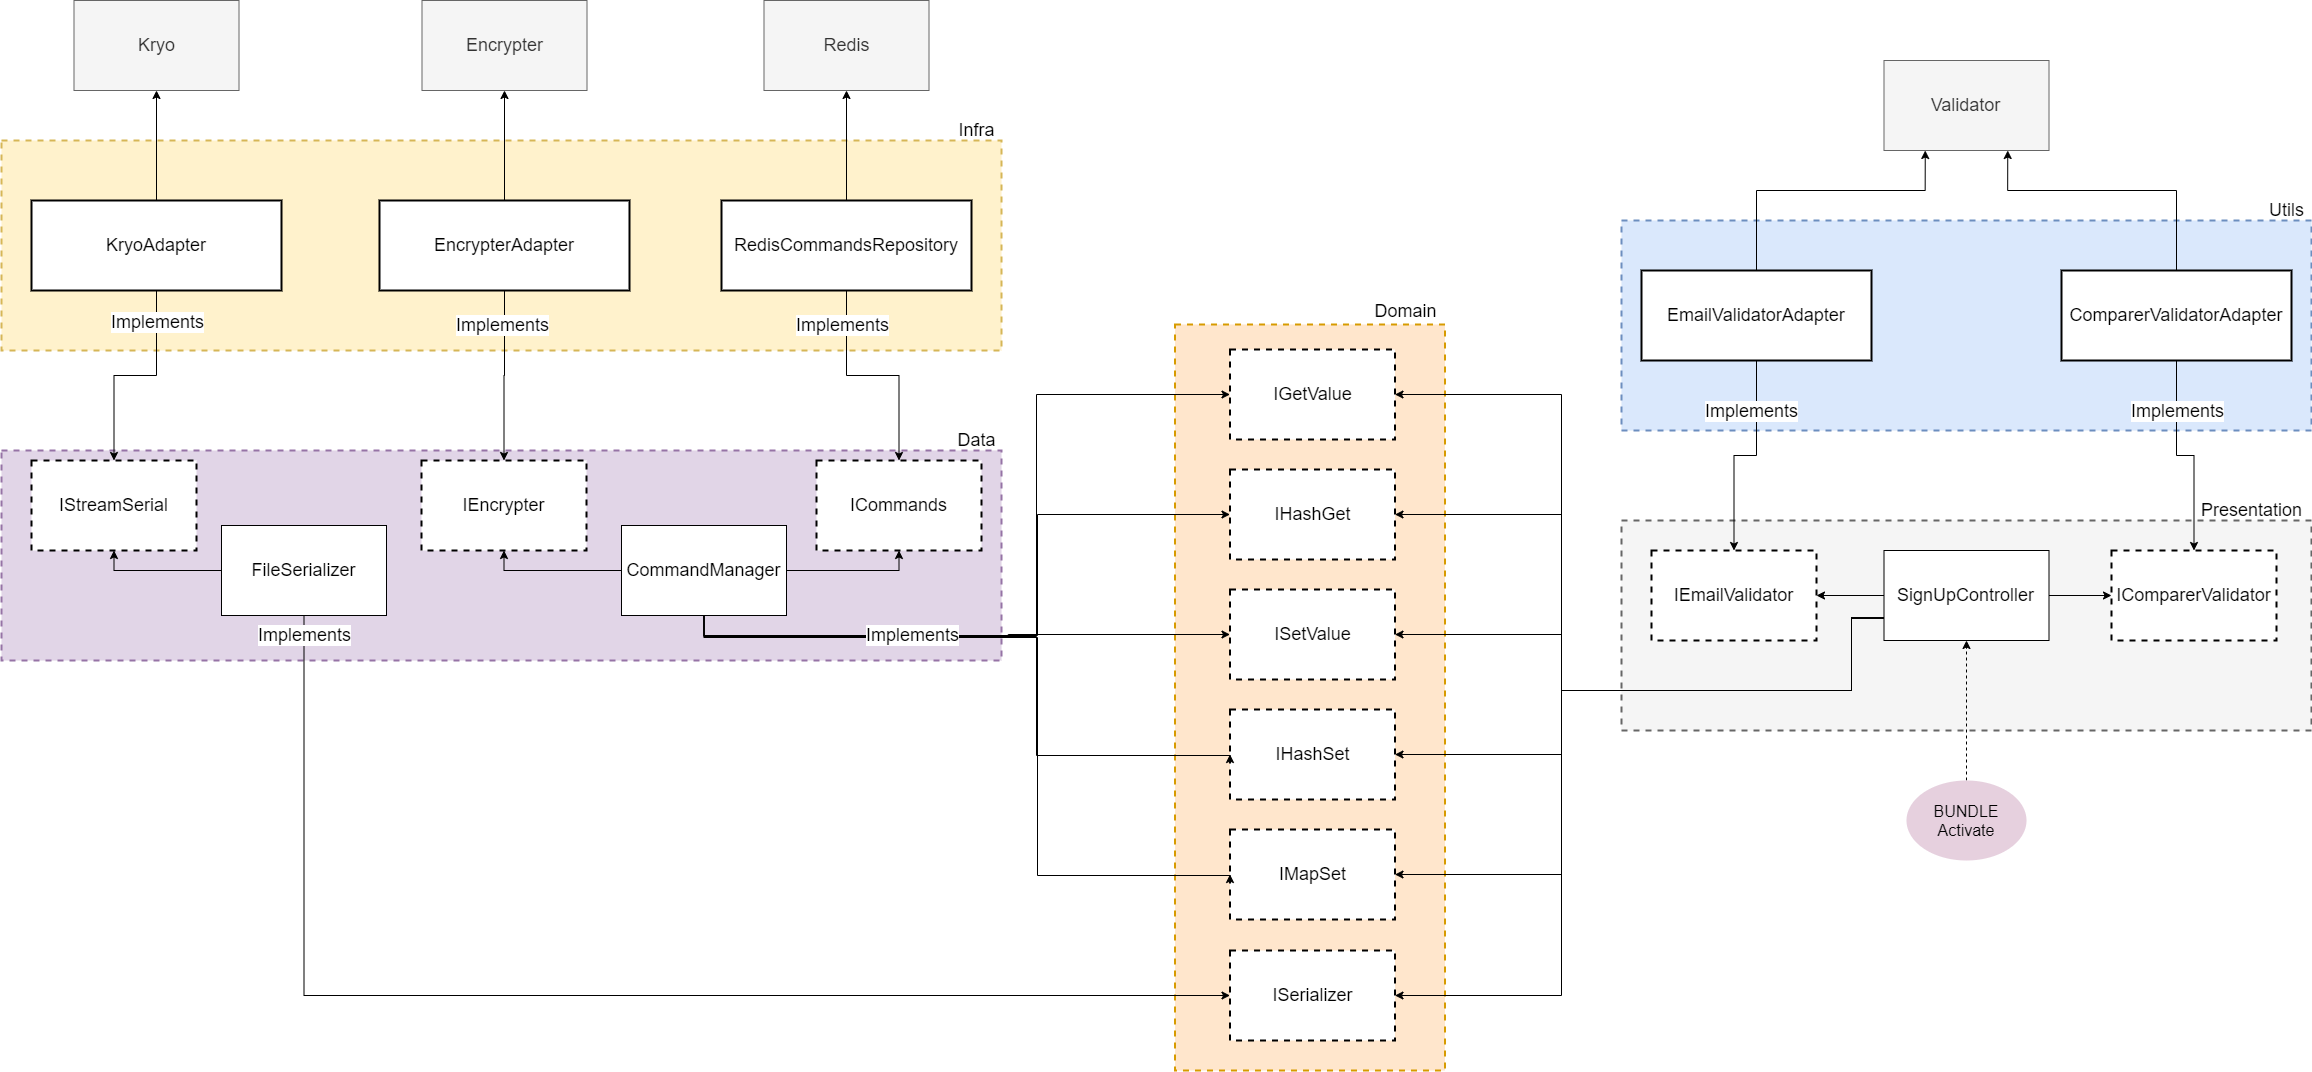 Kryo
Encrypter
Redis
Validator
Infra
KryoAdapter
EncrypterAdapter
RedisCommandsRepository
Implements
Implements
Implements
Utils
EmailValidatorAdapter
ComparerValidatorAdapter
Implements
Implements
Data
IStreamSerial
IEncrypter
ICommands
FileSerializer
CommandManager
Implements
Implements
Domain
IGetValue
IHashGet
ISetValue
IHashSet
IMapSet
ISerializer
Presentation
IEmailValidator
SignUpController
IComparerValidator
BUNDLE
Activate